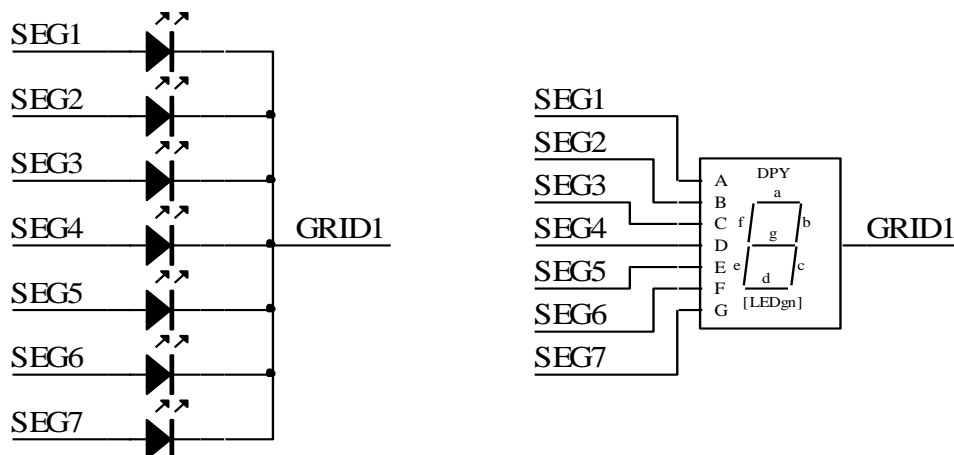 SEG1
SEG2
SEG3
SEG4
SEG5
SEG6
SEG7
GRID1
SEG1
SEG2
SEG3
SEG4
SEG5
SEG6
SEG7
A
B
C
D
E
F
G
DPY
a
f b
g
e c
d
[LEDgn]
GRID1